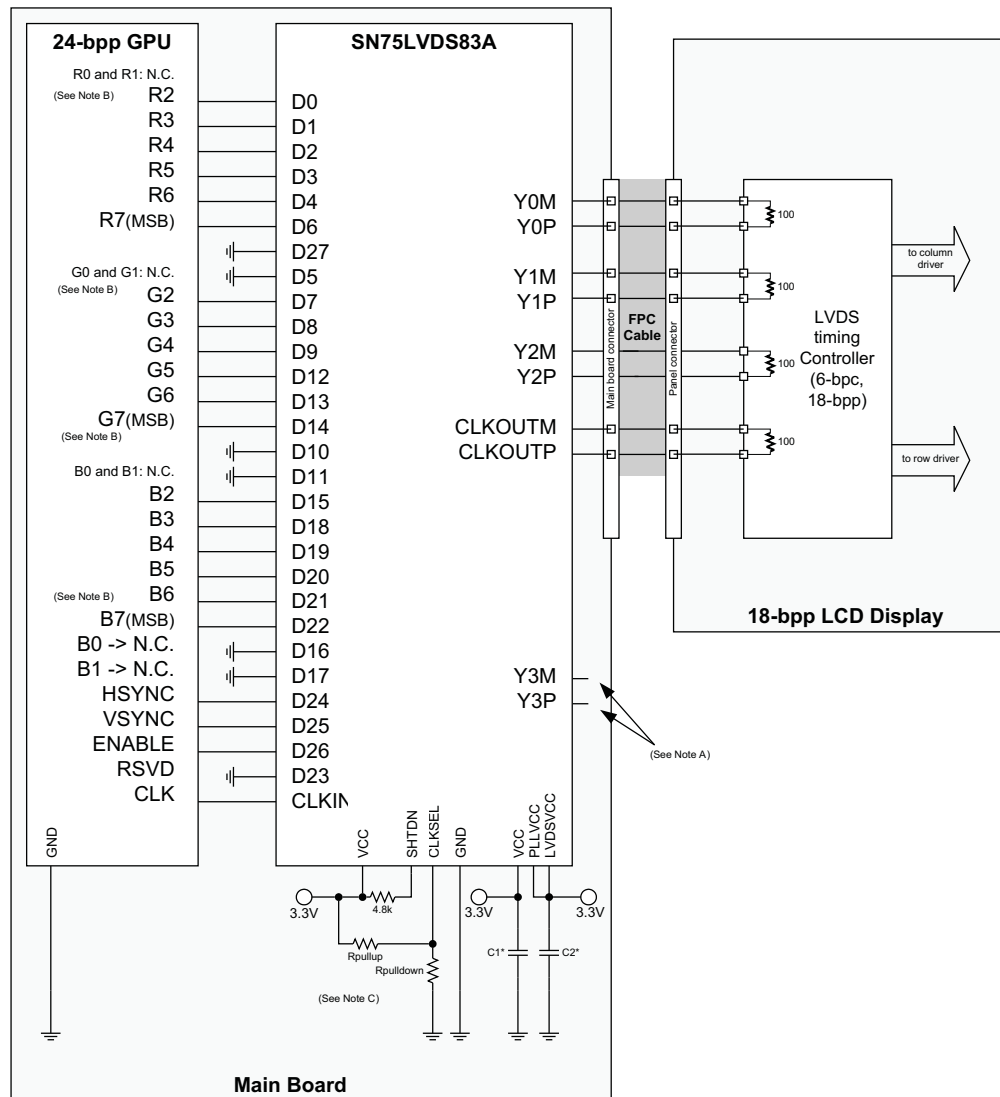 24-bpp GPU
R0 and R1: N.C.
(See Note B)
R2
R3
R4
R5
R6
R7(MSB)
G0 and G1: N.C.
(See Note B)
G2
G3
G4
G5
G6
G7(MSB)
(See Note B)
B0 and B1: N.C.
B2
B3
B4
B5
(See Note B)
B6
B7(MSB)
B0 -> N.C.
B1 -> N.C.
HSYNC
VSYNC
ENABLE
RSVD
CLK
GND
SN75LVDS83A
D0
D1
D2
D3
D4
D6
D27
D5
D7
D8
D9
D12
D13
D14
D10
D11
D15
D18
D19
D20
D21
D22
D16
D17
D24
D25
D26
D23
CLKIN
Y0M
Y0P
Y1M
Y1P
Y2M
Y2P
CLKOUTM
CLKOUTP
Y3M
Y3P
(See Note A)
VCC
SHTDN
CLKSEL
GND
VCC
PLLVCC
LVDSVCC
3.3V
4.8k
Rpullup
Rpulldown
(See Note C)
3.3V
3.3V
C1*
C2*
Main Board
Main board connector
FPC
Cable
Panel connector
100
100
100
100
LVDS
timing
Controller
(6-bpc,
18-bpp)
to column
driver
to row driver
18-bpp LCD Display